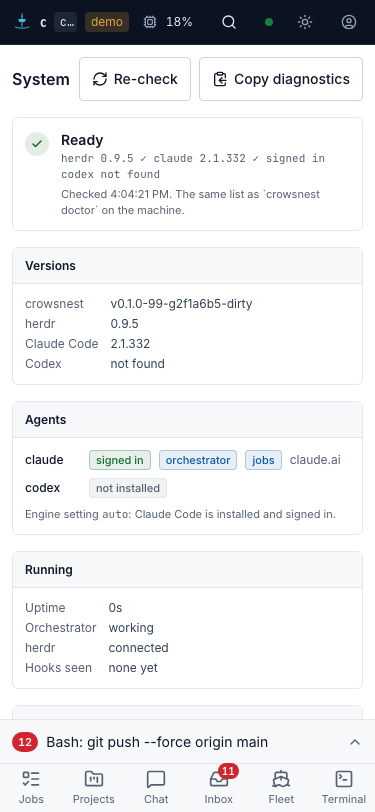 c c… demo 18%
System Re-check Copy diagnostics
Ready
herdr 0.9.5 ✓ claude 2.1.332 ✓ signed in
codex not found
Checked 4:04:21 PM. The same list as `crowsnest
doctor` on the machine.
Versions
crowsnest v0.1.0-99-g2f1a6b5-dirty
herdr 0.9.5
Claude Code 2.1.332
Codex not found
Agents
claude signed in orchestrator jobs claude.ai
codex not installed
Engine setting auto: Claude Code is installed and signed in.
Running
Uptime 0s
Orchestrator working
herdr connected
Hooks seen none yet
12 Bash: git push --force origin main
11
Jobs Projects Chat Inbox Fleet Terminal